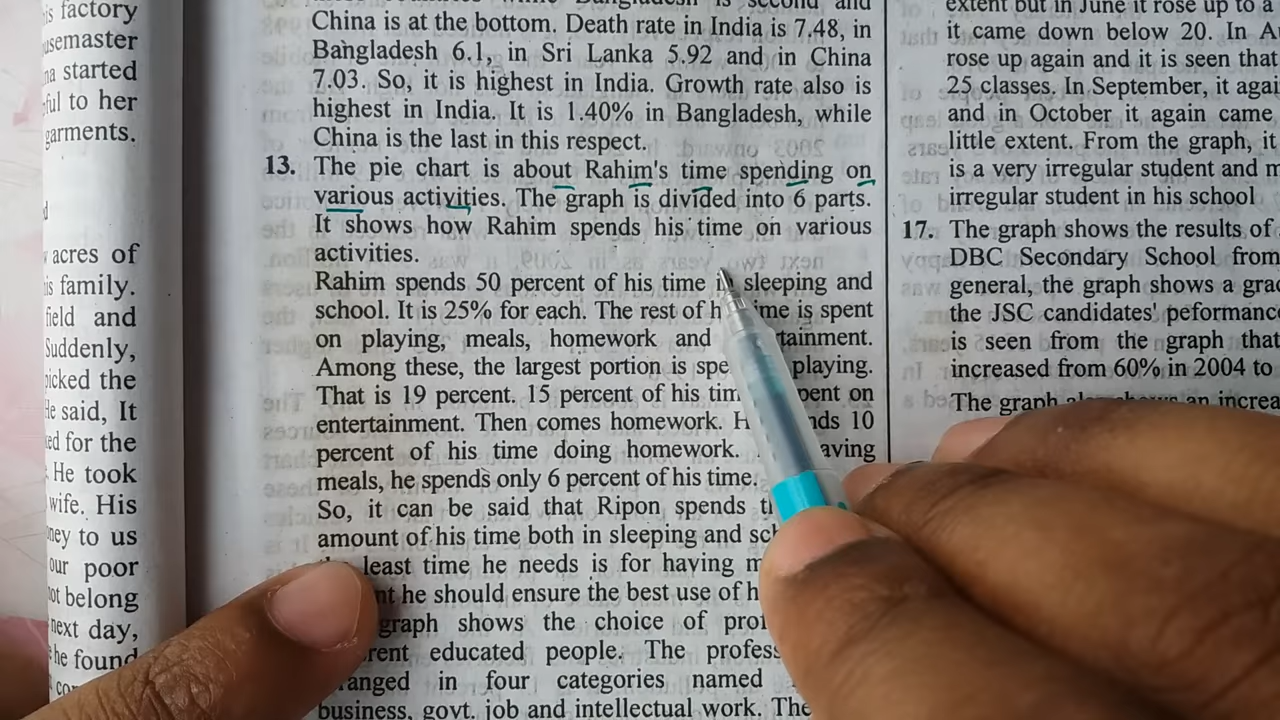 is factory
usemaster
na started
ful to her
garments.
acres of
is family.
field and
Suddenly,
picked the
He said, It
ed for the
He took
wife. His
ney to us
our poor
not belong
next day,
he found
China is at the bottom. Death rate in India is 7.48, in
Bangladesh 6.1, in Sri Lanka 5.92 and in China
7.03. So, it is highest in India. Growth rate also is
highest in India. It is 1.40% in Bangladesh, while
China is the last in this respect.
13. The pie chart is about Rahim's time spending on
various activities. The graph is divided into 6 parts.
It shows how Rahim spends his time on various
activities.
Rahim spends 50 percent of his time sleeping and
school. It is 25% for each. The rest of is spent
on playing, meals, homework and tainment.
Among these, the largest portion is playing.
That is 19 percent. 15 percent of his on
entertainment. Then comes homework. 10
percent of his time doing homework. aving
meals, he spends only 6 percent of his time.
So, it can be said that Ripon spends
amount of his time both in sleeping and
least time he needs is for having
he should ensure the best use of
graph shows the choice of
rent educated people. The
ranged in four categories named
business, govt. job and intellectual work. The
extent but in June it rose up to a
it came down below 20. In
rose up again and it is seen that
25 classes. In September, it agai
and in October it again came
little extent. From the graph, it
is a very irregular student and
irregular student in his school
17. The graph shows the results of
DBC Secondary School from
general, the graph shows a gra
the JSC candidates' peformanc
is seen from the graph that
increased from 60% in 2004 to
The graph also shows an increa